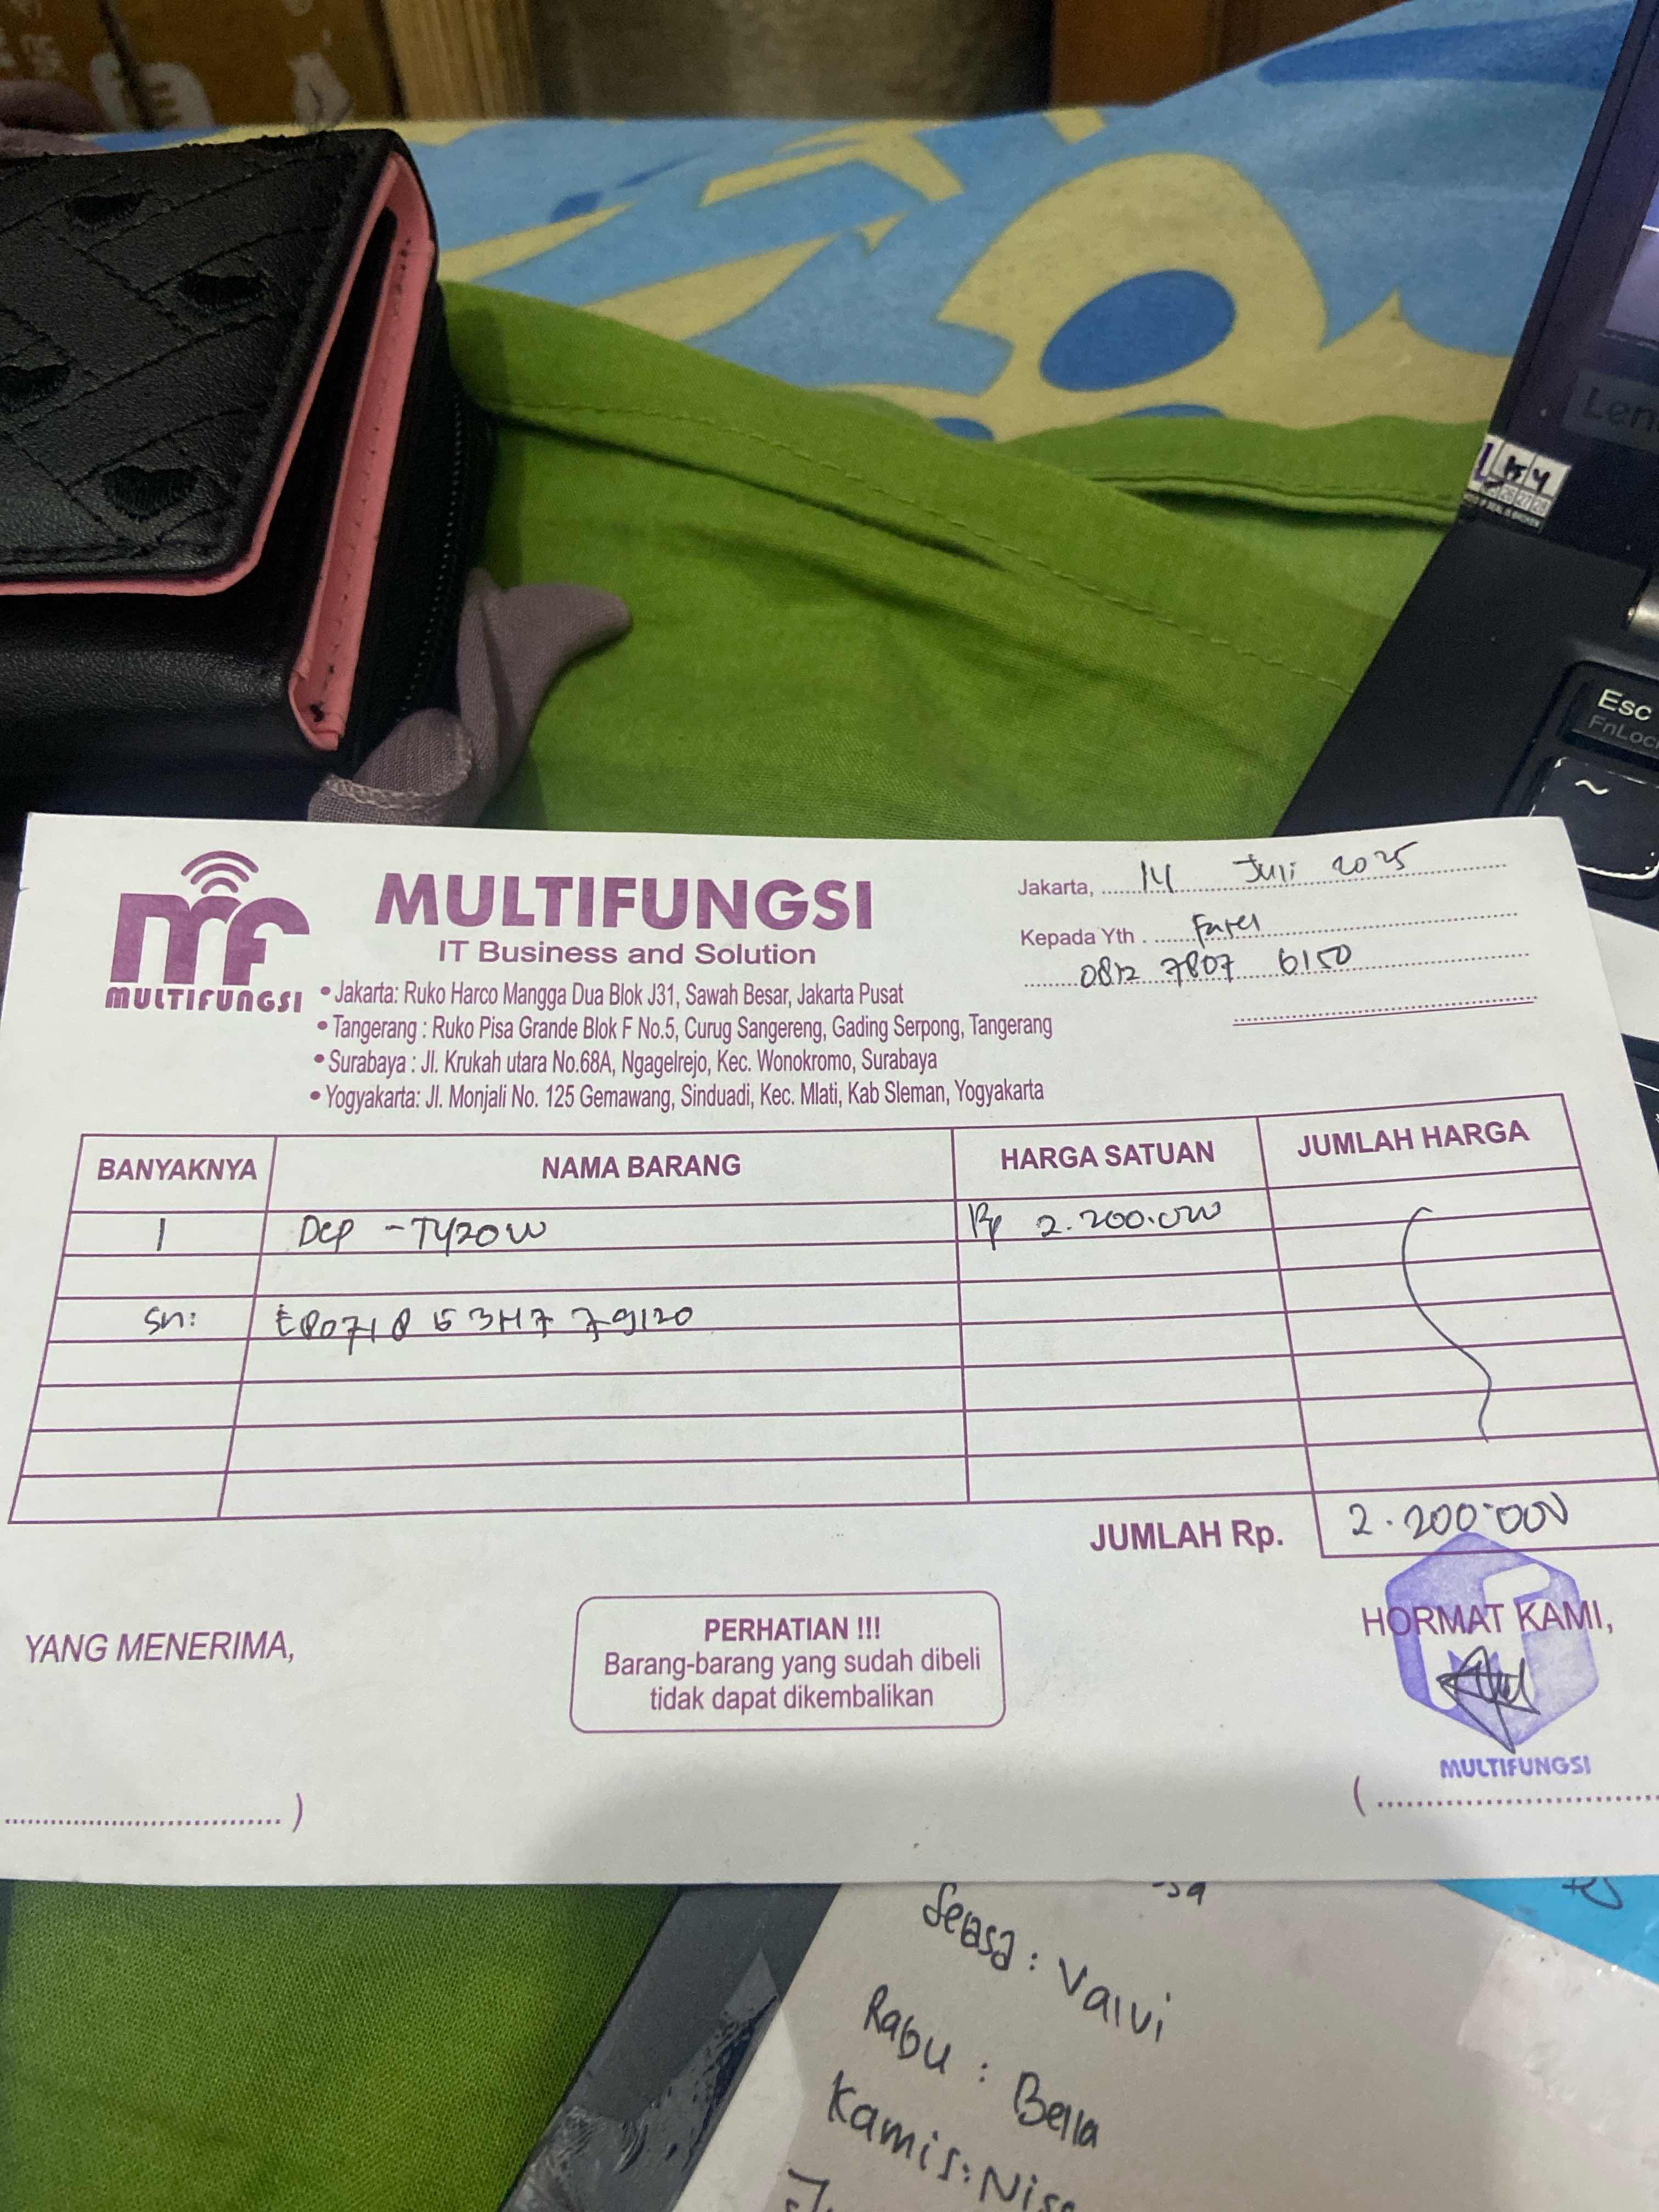 Len
Esc
FnLoc
~
MULTIFUNGSI
MULTIFUNGSI
IT Business and Solution
• Jakarta: Ruko Harco Mangga Dua Blok J31, Sawah Besar, Jakarta Pusat
• Tangerang : Ruko Pisa Grande Blok F No.5, Curug Sangereng, Gading Serpong, Tangerang
• Surabaya : Jl. Krukah utara No.68A, Ngagelrejo, Kec. Wonokromo, Surabaya
• Yogyakarta: Jl. Monjali No. 125 Gemawang, Sinduadi, Kec. Mlati, Kab Sleman, Yogyakarta
Jakarta, 14 Juli 2025
Kepada Yth . Farel
0812 7807 6150
BANYAKNYA NAMA BARANG HARGA SATUAN JUMLAH HARGA
1 Dcp - T420W Rp 2.200.000
Sn:
JUMLAH Rp. 2.200.000
YANG MENERIMA,
PERHATIAN !!!
Barang-barang yang sudah dibeli
tidak dapat dikembalikan
HORMAT KAMI,
MULTIFUNGSI
Selasa : Valvi
Rabu : Bella
Kamis: Nis